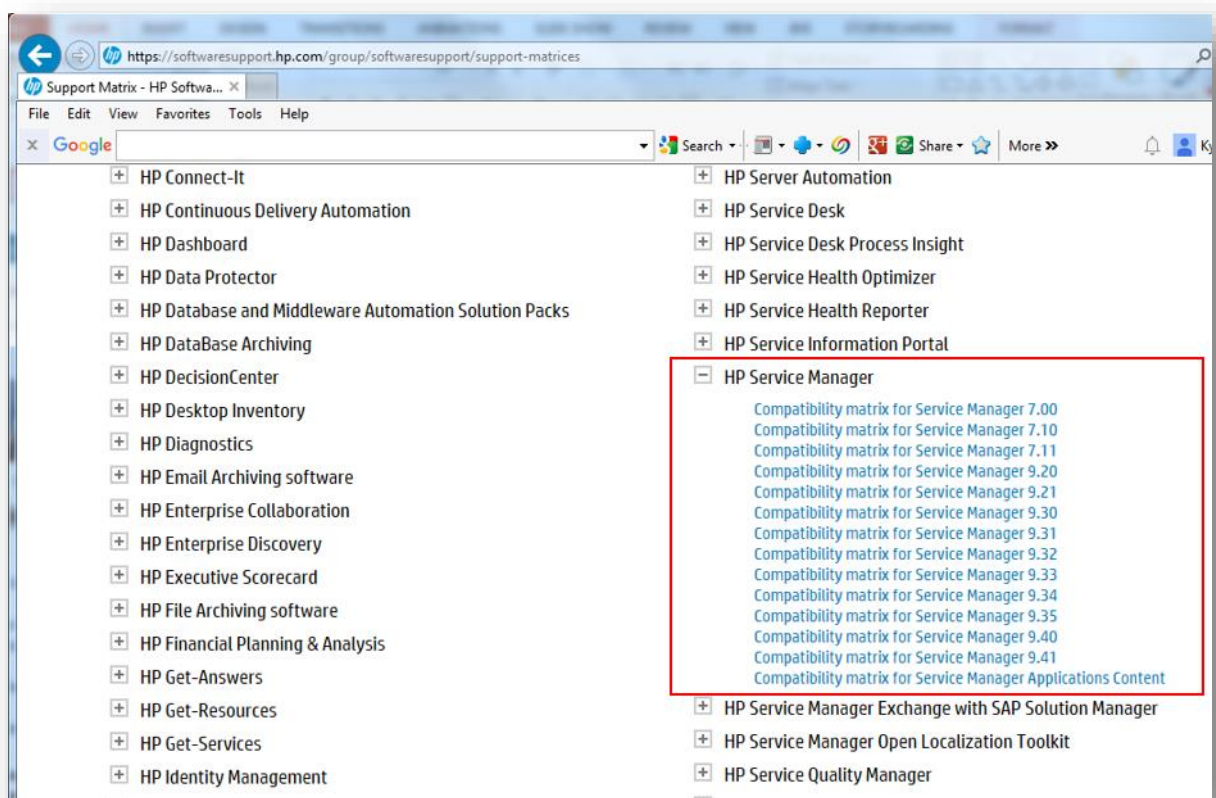 https://softwaresupport.hp.com/group/softwaresupport/support-matrices
Support Matrix - HP Softwa...
File Edit View Favorites Tools Help
Google Search Share More »
HP Connect-It
HP Continuous Delivery Automation
HP Dashboard
HP Data Protector
HP Database and Middleware Automation Solution Packs
HP DataBase Archiving
HP DecisionCenter
HP Desktop Inventory
HP Diagnostics
HP Email Archiving software
HP Enterprise Collaboration
HP Enterprise Discovery
HP Executive Scorecard
HP File Archiving software
HP Financial Planning & Analysis
HP Get-Answers
HP Get-Resources
HP Get-Services
HP Identity Management
HP Server Automation
HP Service Desk
HP Service Desk Process Insight
HP Service Health Optimizer
HP Service Health Reporter
HP Service Information Portal
HP Service Manager
Compatibility matrix for Service Manager 7.00
Compatibility matrix for Service Manager 7.10
Compatibility matrix for Service Manager 7.11
Compatibility matrix for Service Manager 9.20
Compatibility matrix for Service Manager 9.21
Compatibility matrix for Service Manager 9.30
Compatibility matrix for Service Manager 9.31
Compatibility matrix for Service Manager 9.32
Compatibility matrix for Service Manager 9.33
Compatibility matrix for Service Manager 9.34
Compatibility matrix for Service Manager 9.35
Compatibility matrix for Service Manager 9.40
Compatibility matrix for Service Manager 9.41
Compatibility matrix for Service Manager Applications Content
HP Service Manager Exchange with SAP Solution Manager
HP Service Manager Open Localization Toolkit
HP Service Quality Manager